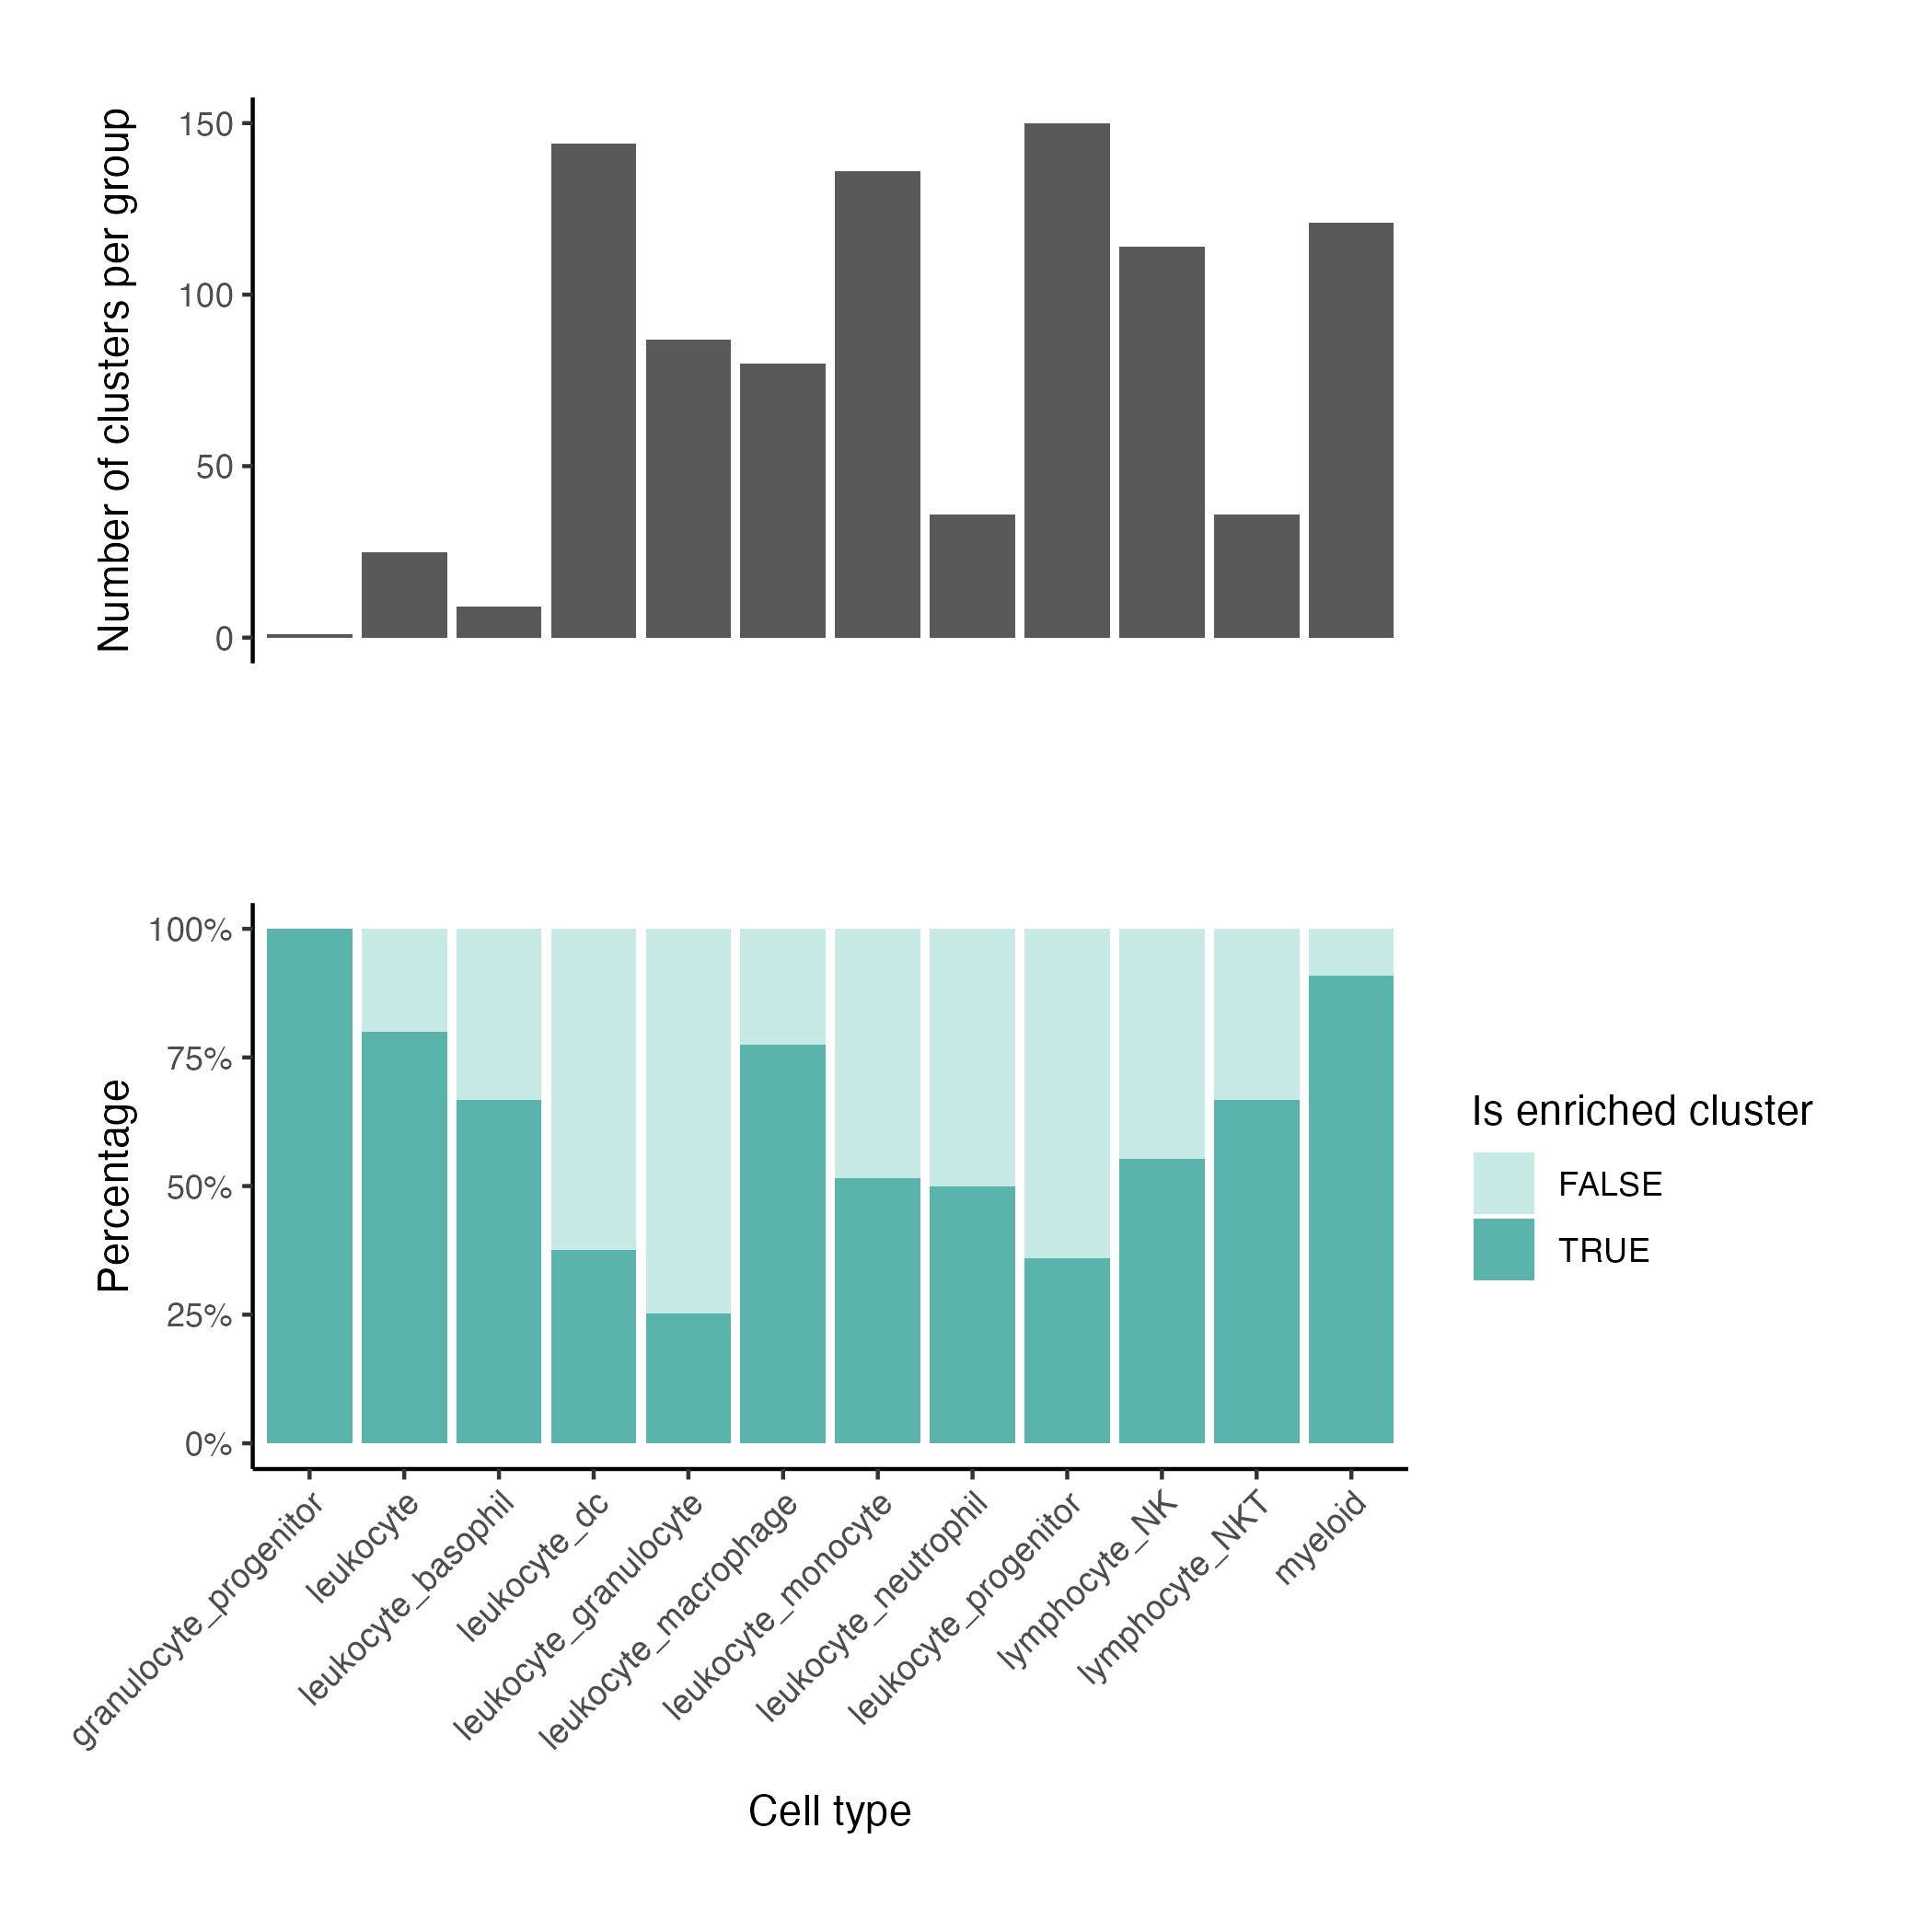 Number of clusters per group
150
100
50
0
Percentage
100%
75%
50%
25%
0%
granulocyte_progenitor
leukocyte
leukocyte_basophil
leukocyte_dc
leukocyte_granulocyte
leukocyte_macrophage
leukocyte_monocyte
leukocyte_neutrophil
leukocyte_progenitor
lymphocyte_NK
lymphocyte_NKT
myeloid
Cell type
Is enriched cluster
FALSE
TRUE